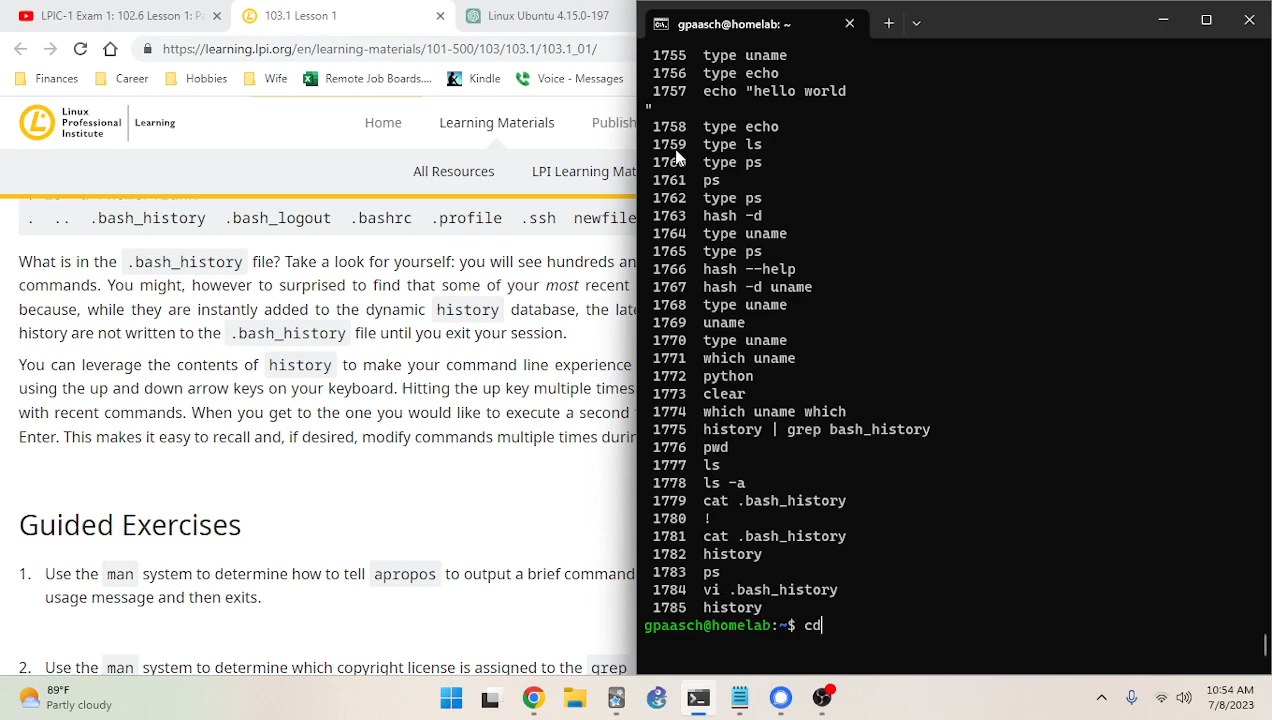 LPIC-1 Exam 1: 102.6 Lesson 1: Pa
103.1 Lesson 1
Linux Ubuntu 4.15.0-197
https://learning.lpi.org/en/learning-materials/101-500/103/103.1/103.1_01/
Finances
Career
Hobbies
Wife
Remote Job Boards....
Kindle
Voice - Messages
Linux
Professional
Institute
Learning
Home
Learning Materials
Publish
All Resources
LPI Learning Mat
. .. .bash_history .bash_logout .bashrc .profile .ssh newfile
What is in the .bash_history file? Take a look for yourself: you will see hundreds an
commands. You might, however to surprised to find that some of your most recent
because, while they are instantly added to the dynamic history database, the late
history are not written to the .bash_history file until you exit your session.
You can leverage the contents of history to make your command line experience
using the up and down arrow keys on your keyboard. Hitting the up key multiple times
with recent commands. When you get to the one you would like to execute a second
Enter. This makes it easy to recall and, if desired, modify commands multiple times durin
Guided Exercises
1. Use the man system to determine how to tell apropos to output a brief command
usage message and then exits.
2. Use the man system to determine which copyright license is assigned to the grep
gpaasch@homelab: ~
1755 type uname
1756 type echo
1757 echo "hello world
"
1758 type echo
1759 type ls
1760 type ps
1761 ps
1762 type ps
1763 hash -d
1764 type uname
1765 type ps
1766 hash --help
1767 hash -d uname
1768 type uname
1769 uname
1770 type uname
1771 which uname
1772 python
1773 clear
1774 which uname which
1775 history | grep bash_history
1776 pwd
1777 ls
1778 ls -a
1779 cat .bash_history
1780 !
1781 cat .bash_history
1782 history
1783 ps
1784 vi .bash_history
1785 history
gpaasch@homelab:~$ cd
89°F
artly cloudy
10:54 AM
7/8/2023